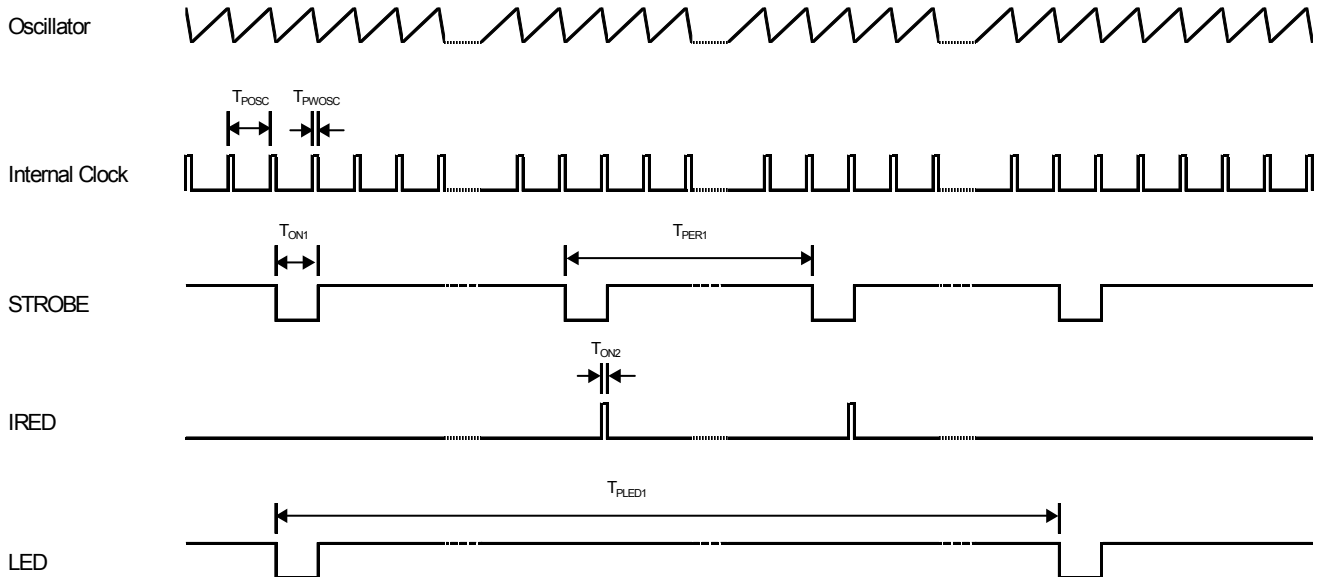 Oscillator
TPOSC TPWOSC
Internal Clock
TON1 TPER1
STROBE
TON2
IRED
TPLED1
LED